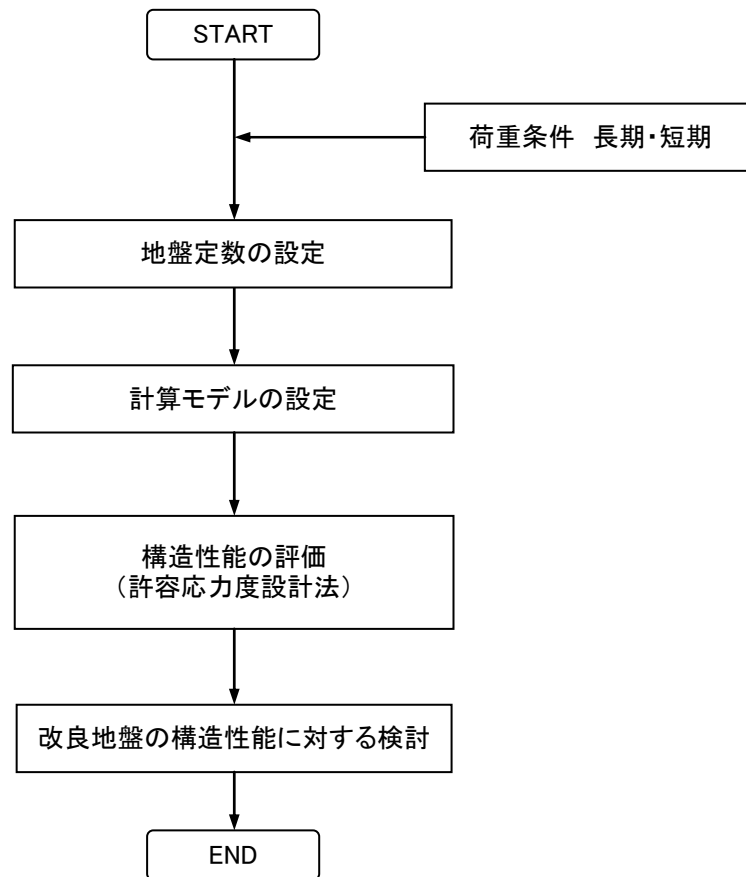 START
荷重条件 長期・短期
地盤定数の設定
計算モデルの設定
構造性能の評価
（許容応力度設計法）
改良地盤の構造性能に対する検討
END